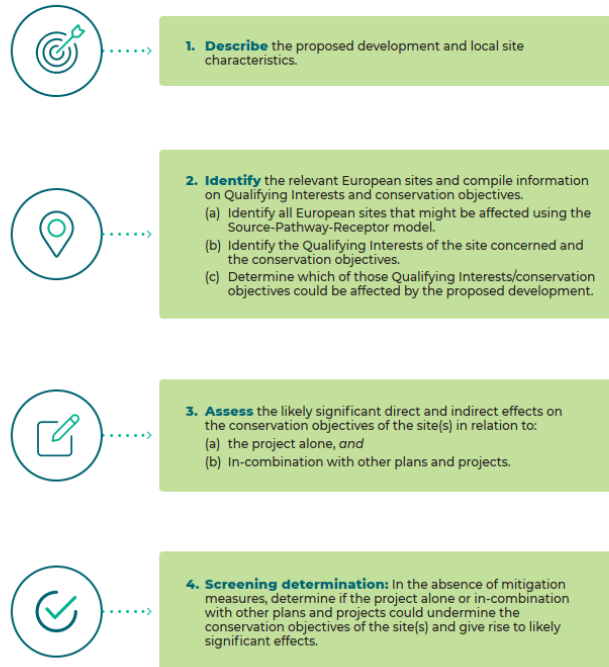 1. Describe the proposed development and local site
characteristics.
2. Identify the relevant European sites and compile information
on Qualifying Interests and conservation objectives.
(a) Identify all European sites that might be affected using the
Source-Pathway-Receptor model.
(b) Identify the Qualifying Interests of the site concerned and
the conservation objectives.
(c) Determine which of those Qualifying Interests/conservation
objectives could be affected by the proposed development.
3. Assess the likely significant direct and indirect effects on
the conservation objectives of the site(s) in relation to:
(a) the project alone, and
(b) In-combination with other plans and projects.
4. Screening determination: In the absence of mitigation
measures, determine if the project alone or in-combination
with other plans and projects could undermine the
conservation objectives of the site(s) and give rise to likely
significant effects.